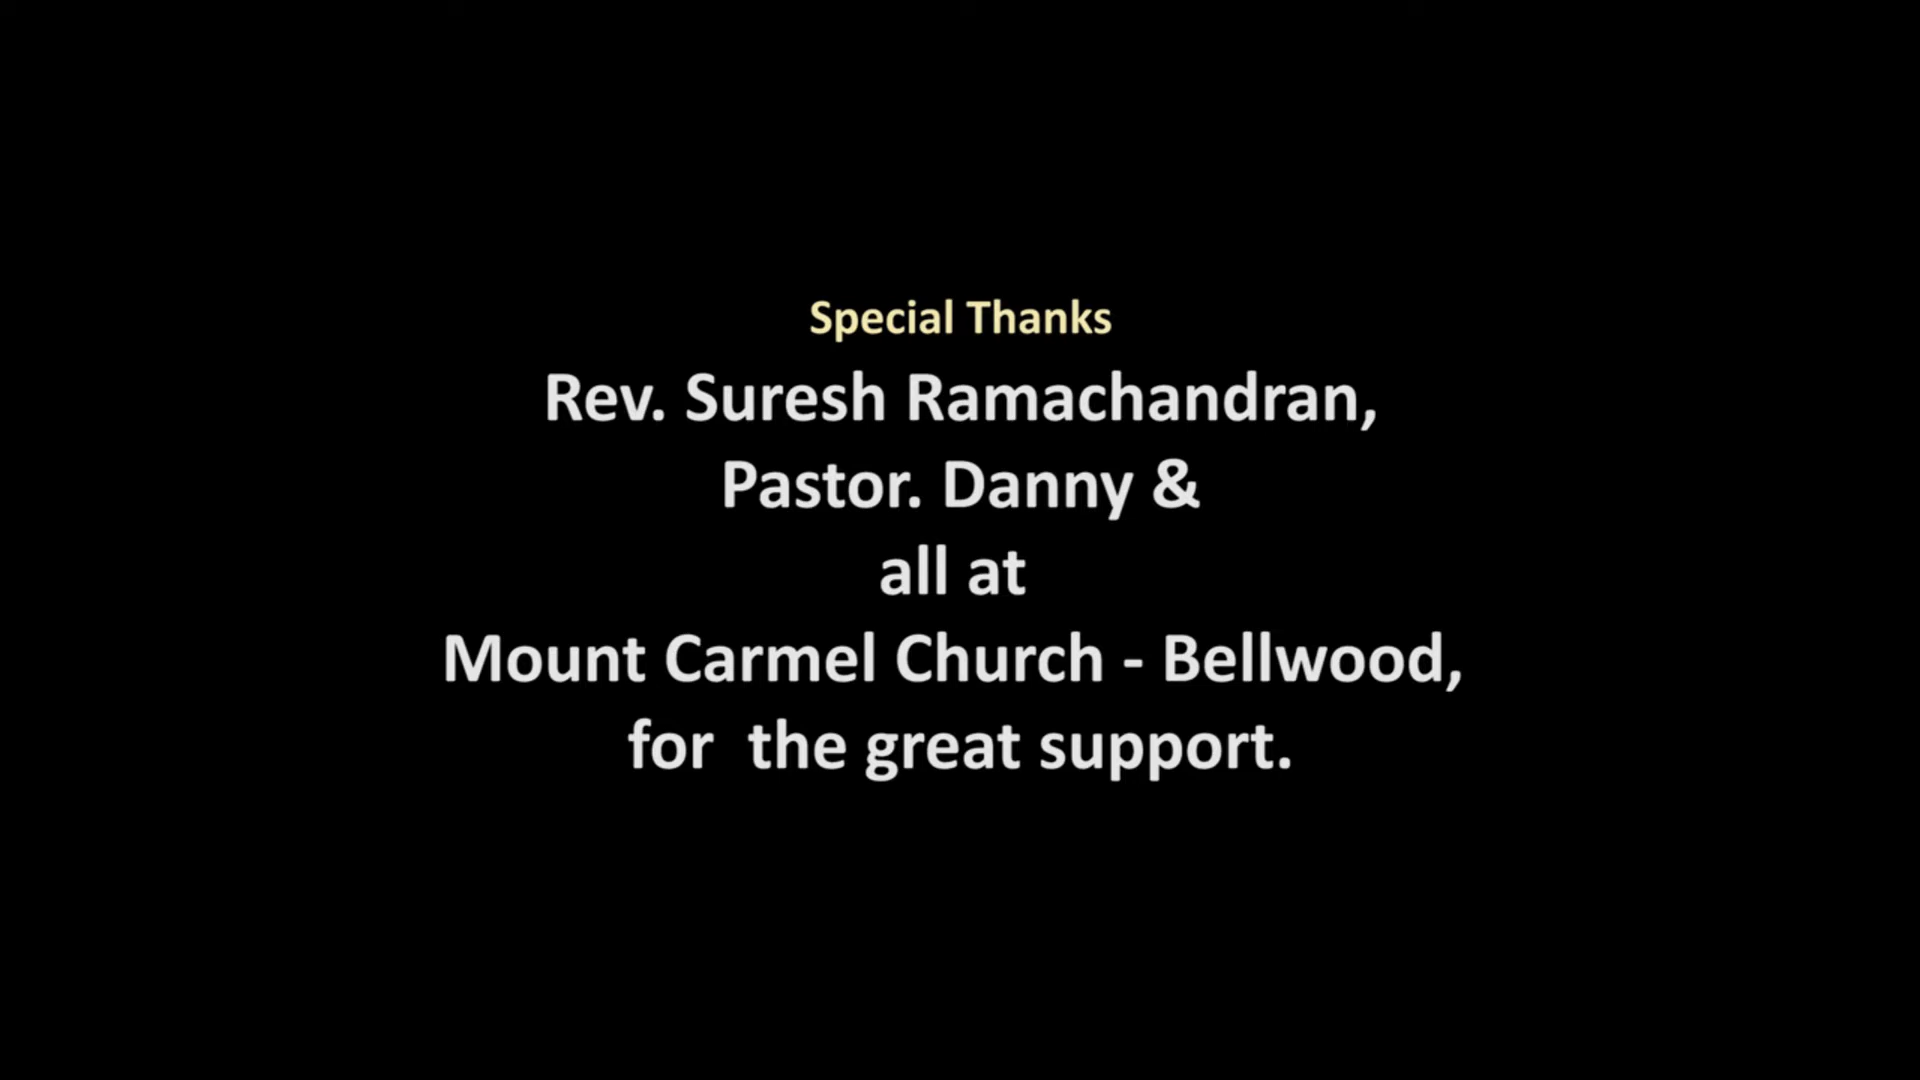 Special Thanks
Rev. Suresh Ramachandran,
Pastor. Danny &
all at
Mount Carmel Church - Bellwood,
for  the great support.